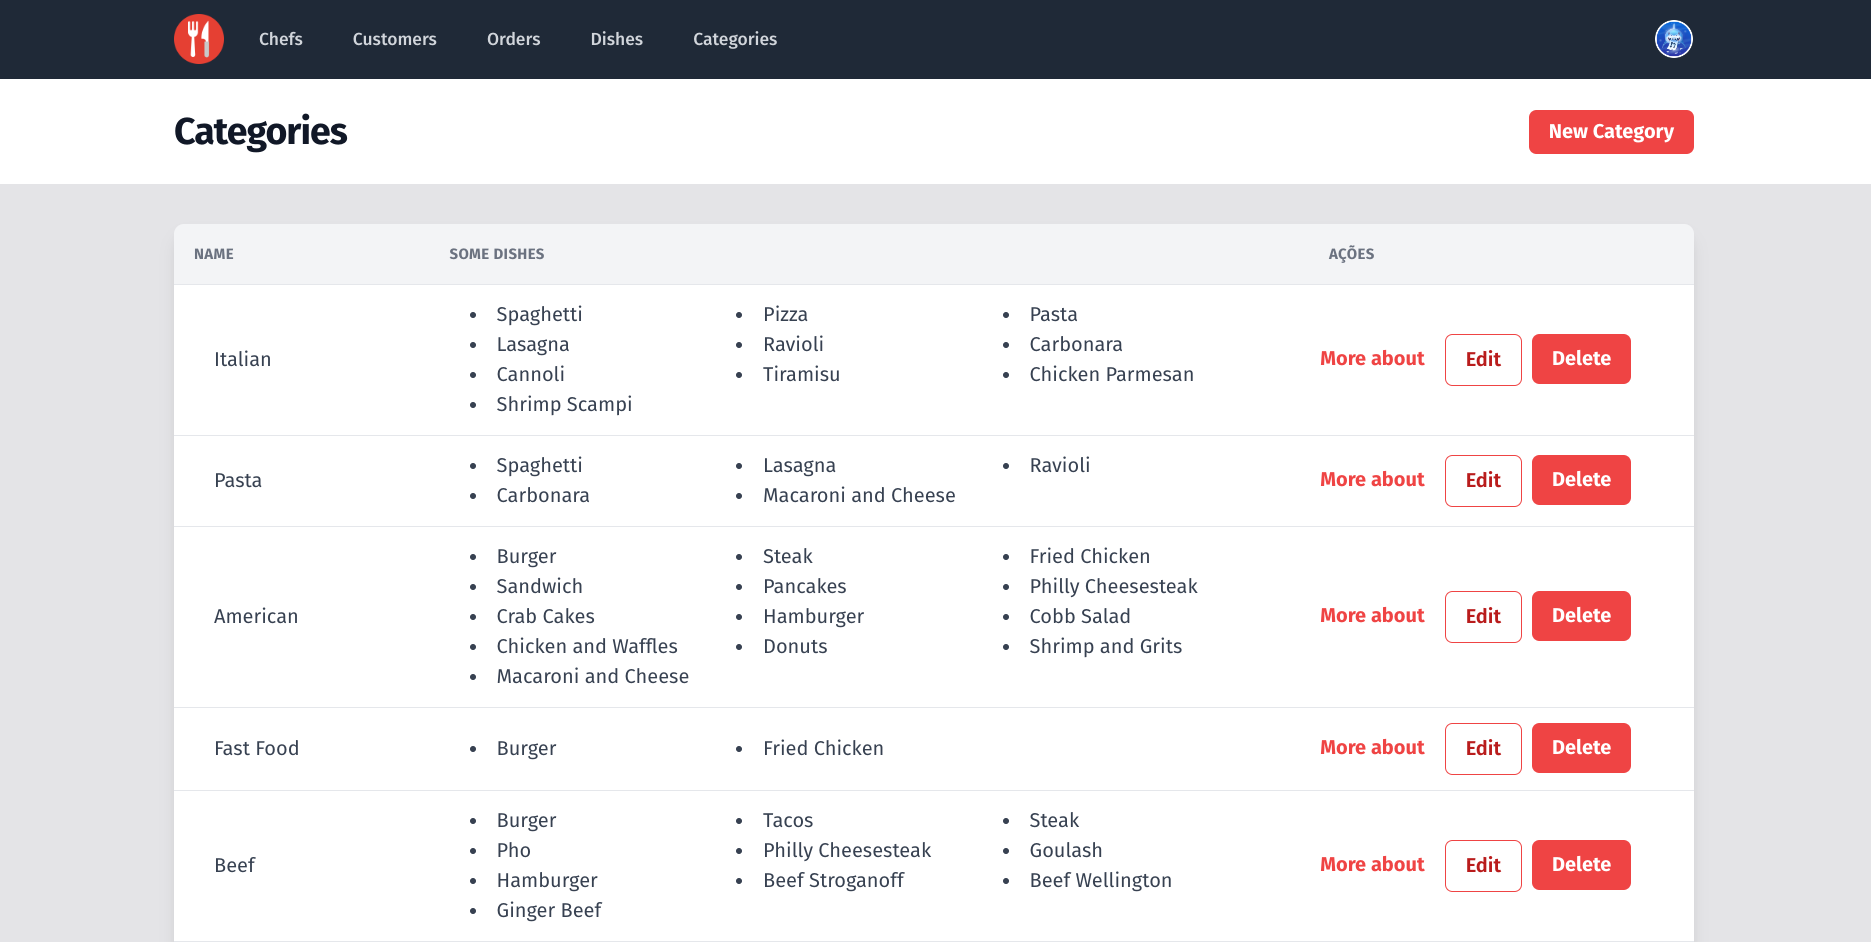 Chefs Customers Orders Dishes Categories
Categories
New Category
NAME SOME DISHES AÇÕES
Italian
• Spaghetti • Pizza • Pasta
• Lasagna • Ravioli • Carbonara
• Cannoli • Tiramisu • Chicken Parmesan
• Shrimp Scampi
More about Edit Delete
Pasta
• Spaghetti • Lasagna • Ravioli
• Carbonara • Macaroni and Cheese
More about Edit Delete
American
• Burger • Steak • Fried Chicken
• Sandwich • Pancakes • Philly Cheesesteak
• Crab Cakes • Hamburger • Cobb Salad
• Chicken and Waffles • Donuts • Shrimp and Grits
• Macaroni and Cheese
More about Edit Delete
Fast Food
• Burger • Fried Chicken
More about Edit Delete
Beef
• Burger • Tacos • Steak
• Pho • Philly Cheesesteak • Goulash
• Hamburger • Beef Stroganoff • Beef Wellington
• Ginger Beef
More about Edit Delete